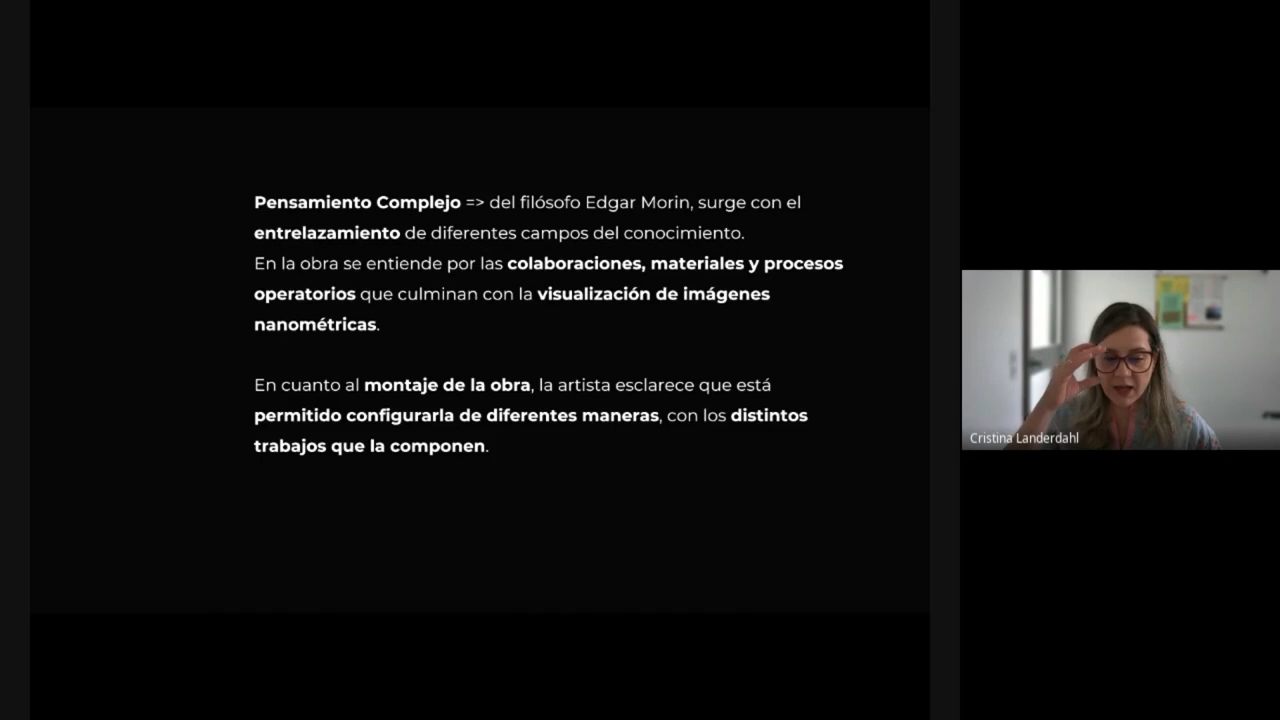 Pensamiento Complejo => del filósofo Edgar Morin, surge con el
entrelazamiento de diferentes campos del conocimiento.
En la obra se entiende por las colaboraciones, materiales y procesos
operatorios que culminan con la visualización de imágenes
nanométricas.
En cuanto al montaje de la obra, la artista esclarece que está
permitido configurarla de diferentes maneras, con los distintos
trabajos que la componen.
Cristina Landerdahl